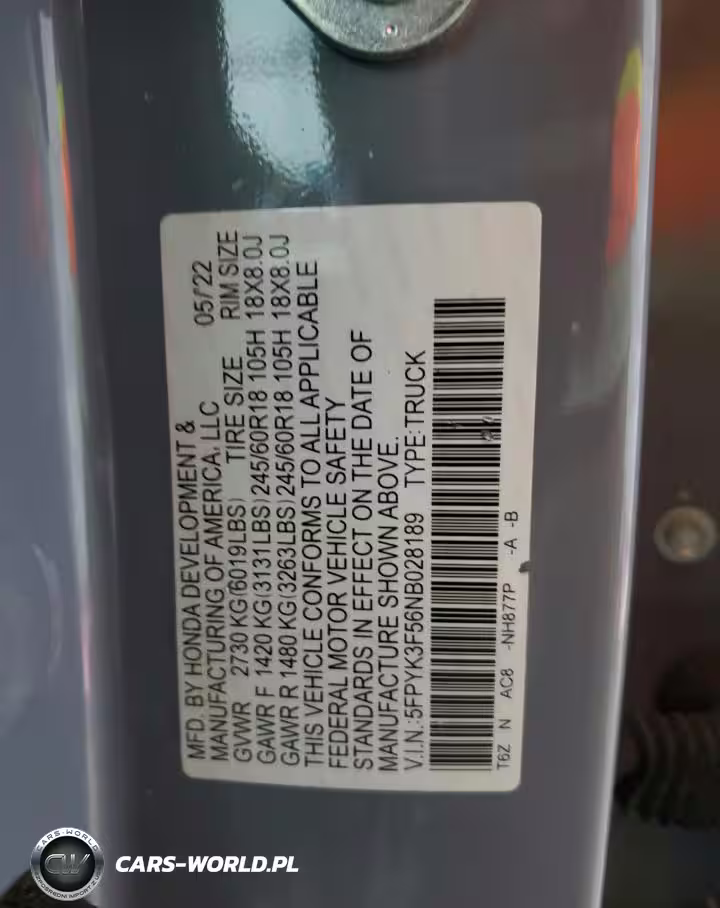 MFD. BY HONDA DEVELOPMENT &
MANUFACTURING OF AMERICA, LLC 05/'22
GVWR 2730 KG(6019LBS) TIRE SIZE RIM SIZE
GAWR F 1420 KG(3131LBS)245/60R18 105H 18X8.0J
GAWR R 1480 KG(3263LBS)245/60R18 105H 18X8.0J
THIS VEHICLE CONFORMS TO ALL APPLICABLE
FEDERAL MOTOR VEHICLE SAFETY
STANDARDS IN EFFECT ON THE DATE OF
MANUFACTURE SHOWN ABOVE.
V.I.N.:5FPYK3F56NB028189 TYPE:TRUCK
T6Z N AC8 -NH877P -A -B
CARS-WORLD
CW
CARS-WORLD.PL